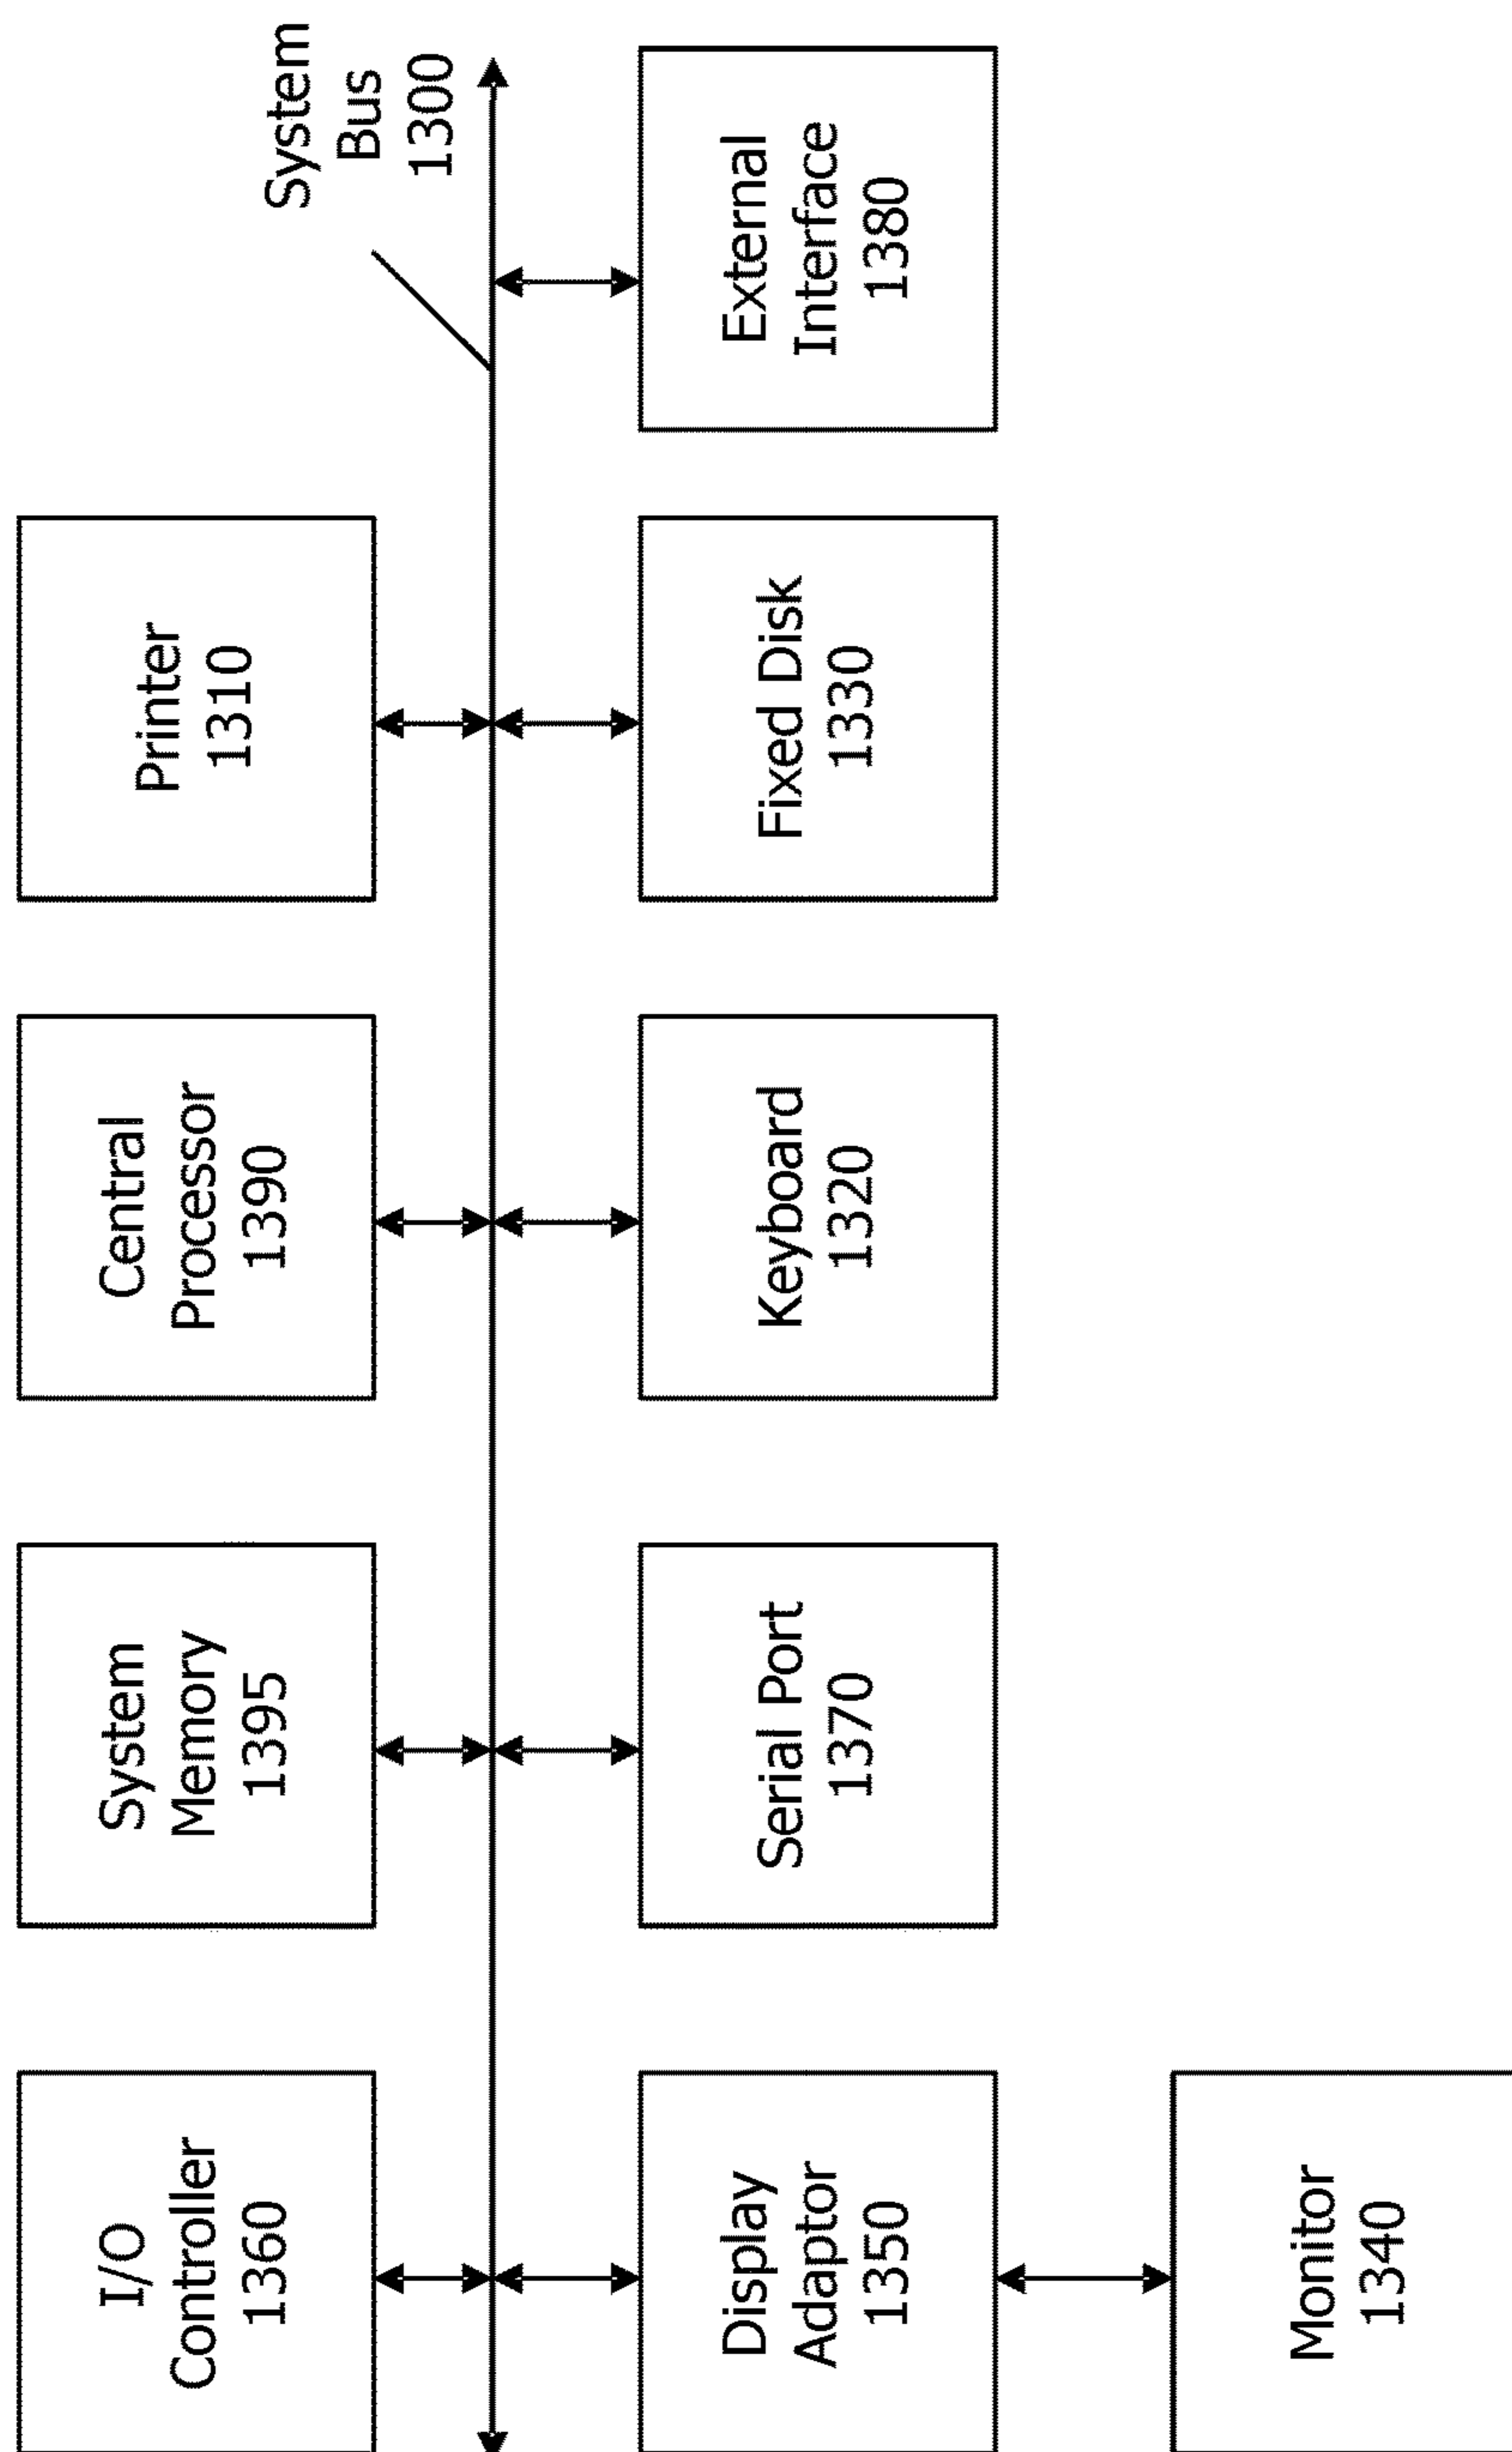 I/O
Controller
1360
System
Memory
1395
Central
Processor
1390
Printer
1310
System
Bus
1300
Display
Adaptor
1350
Serial Port
1370
Keyboard
1320
Fixed Disk
1330
External
Interface
1380
Monitor
1340